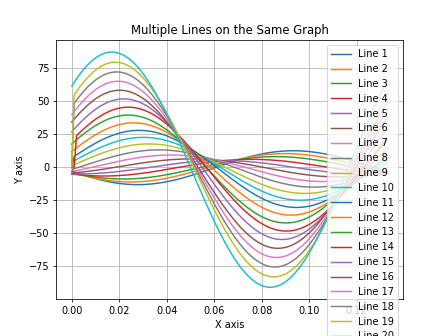 Multiple Lines on the Same Graph
Y axis
75
50
25
0
−25
−50
−75
0.00
0.02
0.04
0.06
0.08
0.10
X axis
Line 1
Line 2
Line 3
Line 4
Line 5
Line 6
Line 7
Line 8
Line 9
Line 10
Line 11
Line 12
Line 13
Line 14
Line 15
Line 16
Line 17
Line 18
Line 19
Line 20